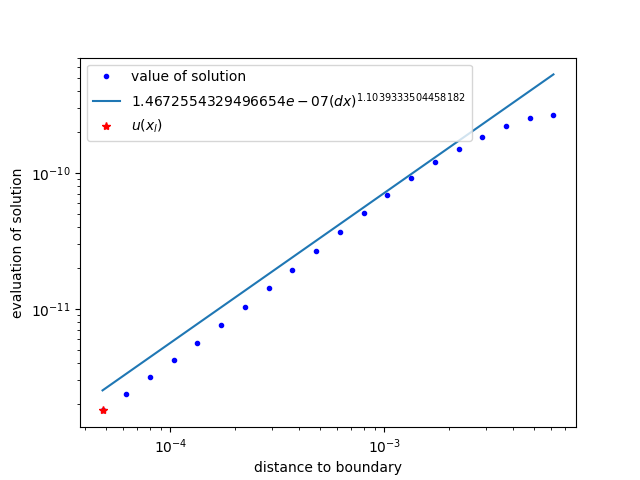 value of solution
1.4672554329496654e − 07(dx)^1.1039333504458182
u(x_l)
evaluation of solution
10^−10
10^−11
10^−4
10^−3
distance to boundary